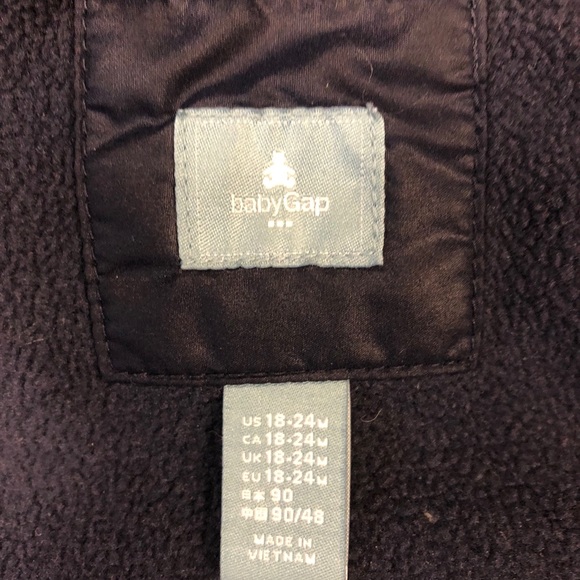 babyGap
US 18-24M
CA 18-24M
UK 18-24M
EU 18-24M
日本 90
中國 90/48
MADE IN
VIETNAM